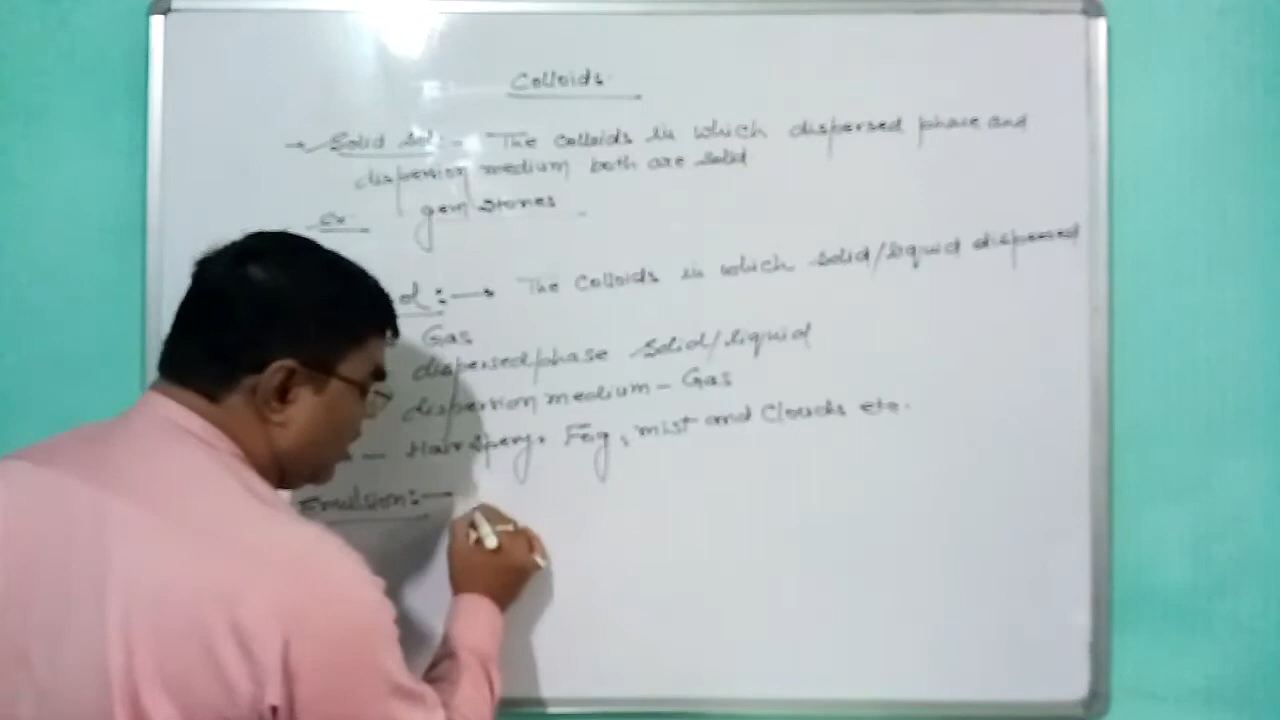 Colloids
→ Solid Sol:- The colloids in which dispersed phase and
dispersion medium both are solid
Ex gem stones
ol:→ The colloids in which solid/liquid dispersed
Gas
dispersed phase solid/liquid
dispersion medium - Gas
- Hair spery, Fog, mist and Clouds etc.
Emulsion:-